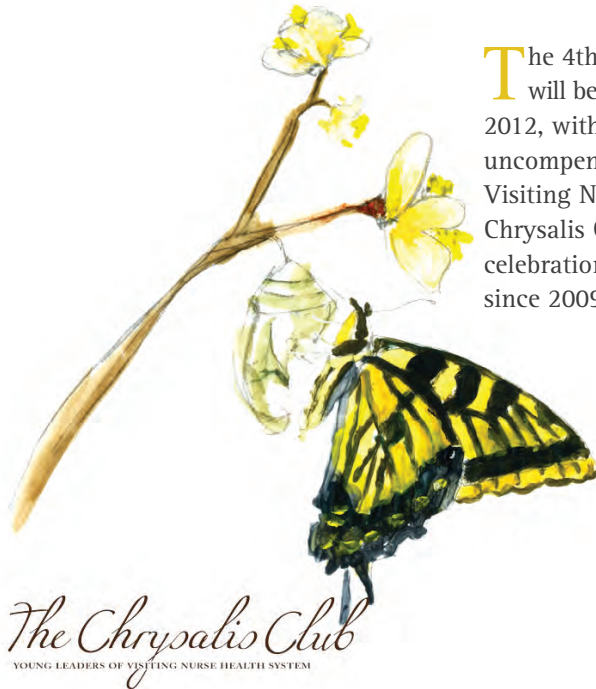 The 4th
will be
2012, with
uncompen
Visiting N
Chrysalis
celebration
since 2009
The Chrysalis Club
YOUNG LEADERS OF VISITING NURSE HEALTH SYSTEM